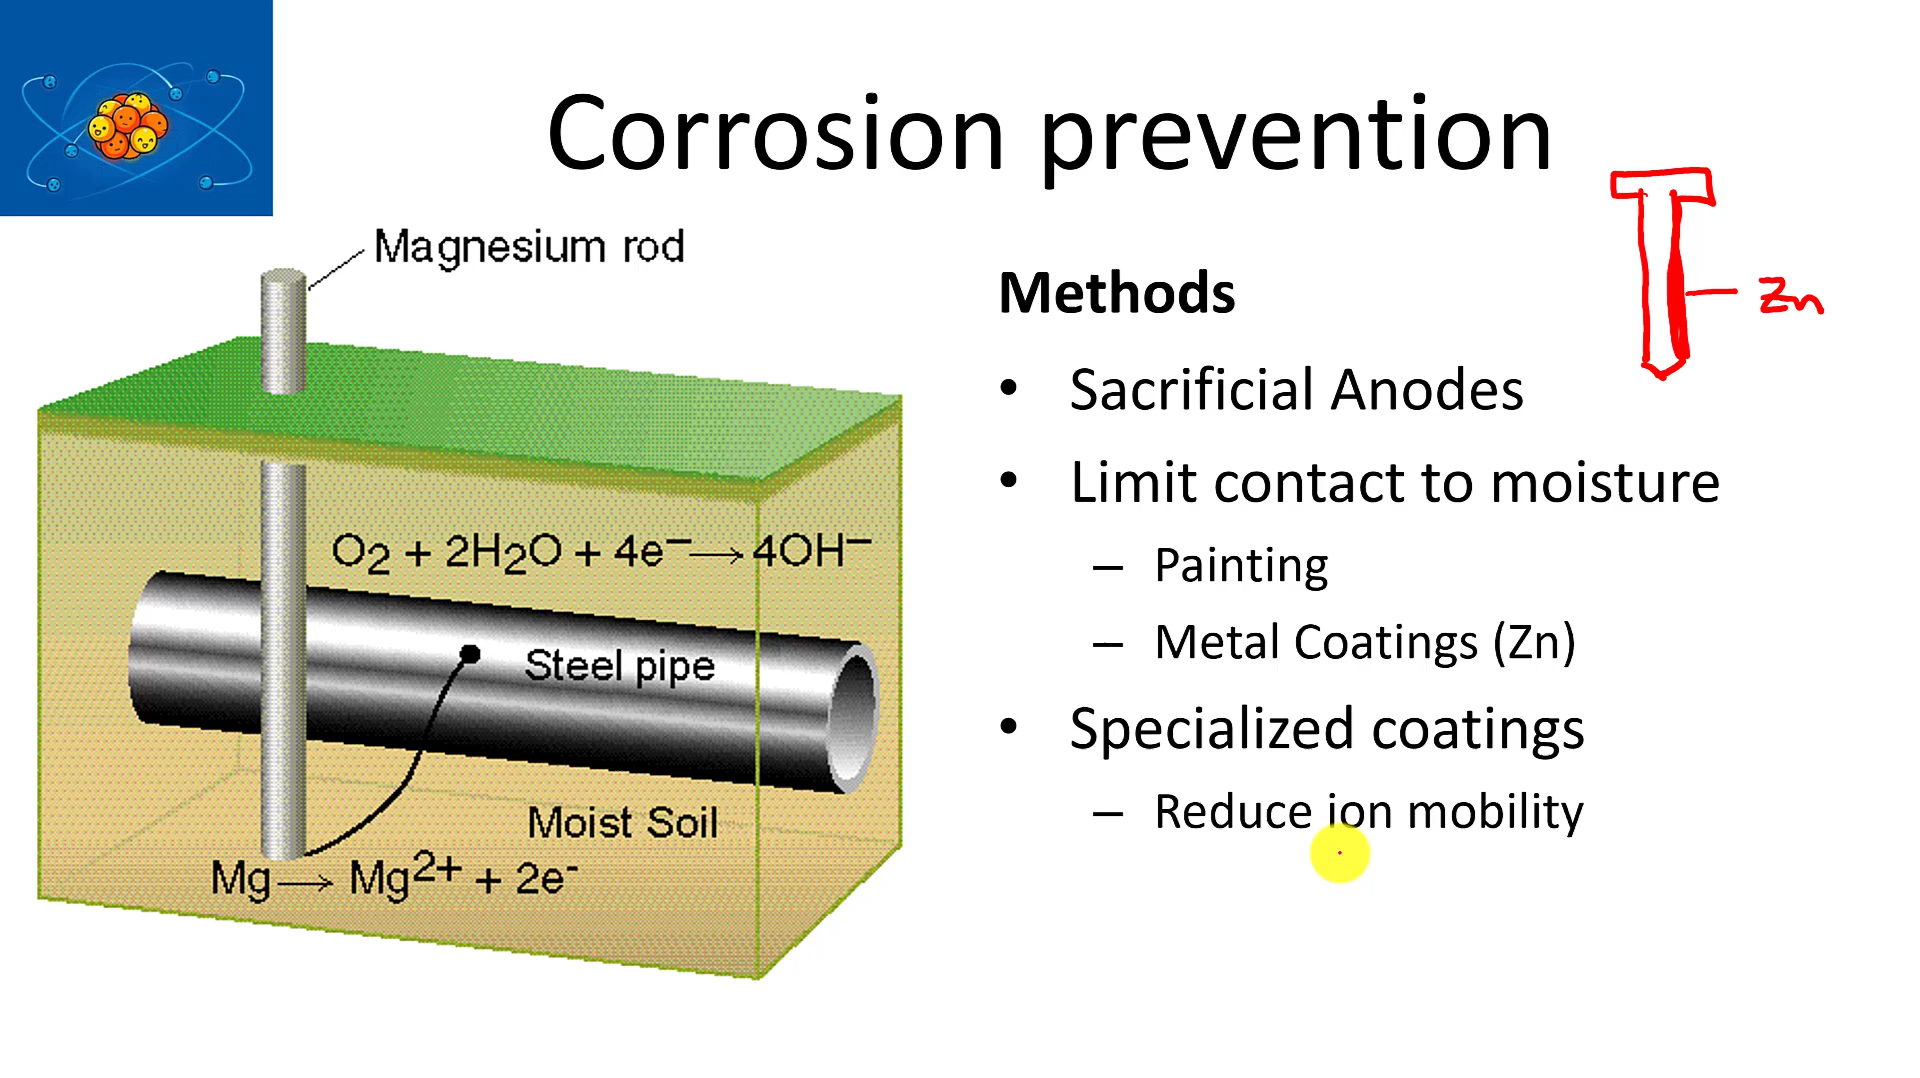 Corrosion prevention
Magnesium rod
O₂ + 2H₂O + 4e⁻ → 4OH⁻
Steel pipe
Moist Soil
Mg → Mg²⁺ + 2e⁻
Methods
Zn
• Sacrificial Anodes
• Limit contact to moisture
– Painting
– Metal Coatings (Zn)
• Specialized coatings
– Reduce ion mobility